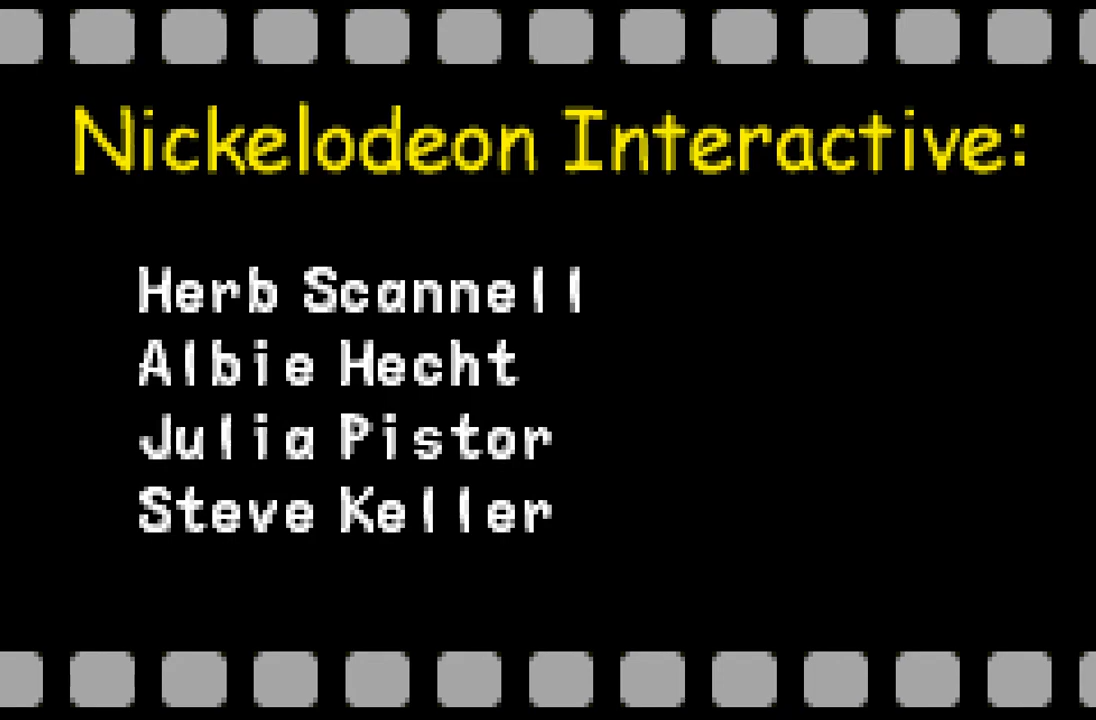 Nickelodeon Interactive:
Herb Scannell
Albie Hecht
Julia Pistor
Steve Keller